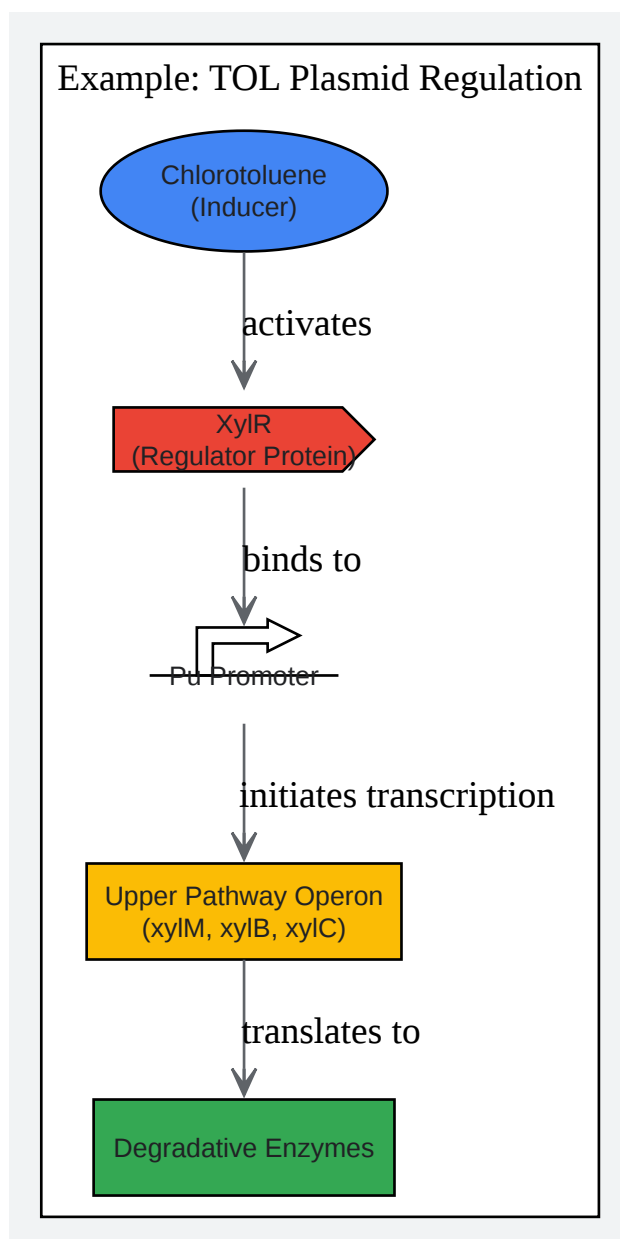 Example: TOL Plasmid Regulation
Chlorotoluene
(Inducer)
activates
XylR
(Regulator Protein)
binds to
Pu Promoter
initiates transcription
Upper Pathway Operon
(xylM, xylB, xylC)
translates to
Degradative Enzymes